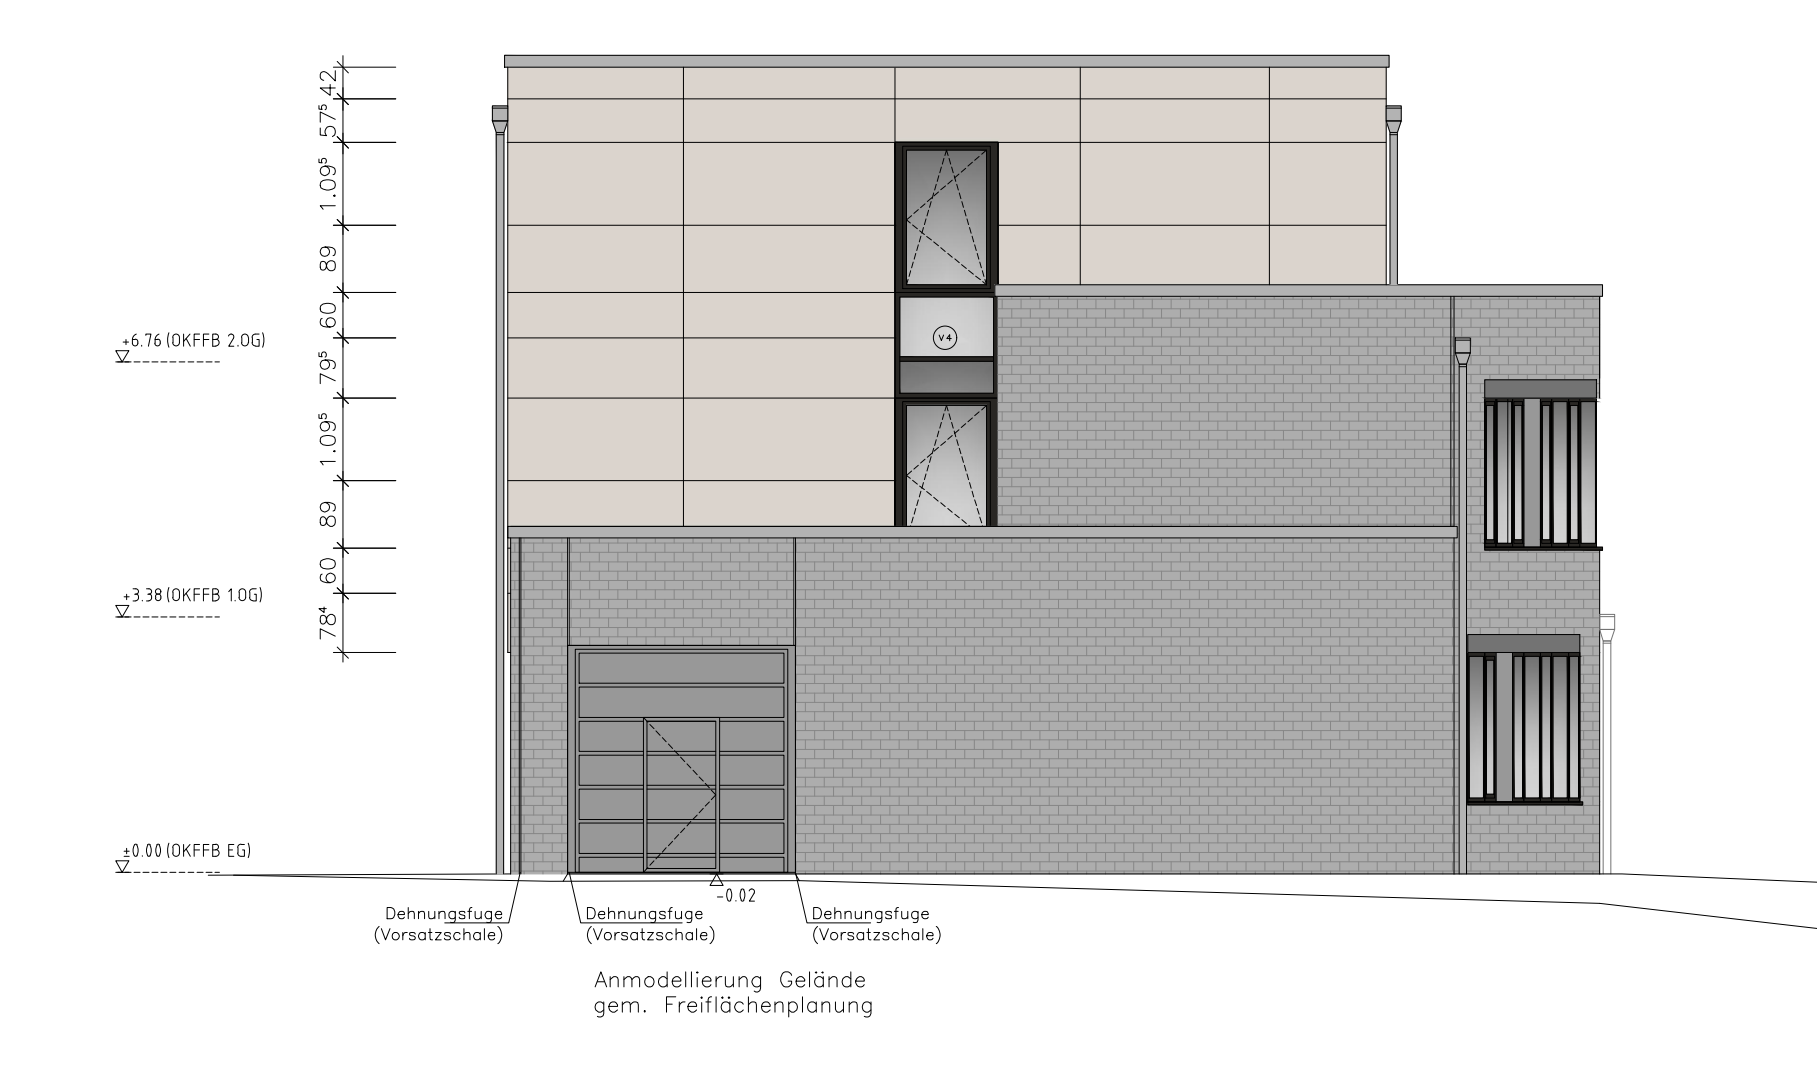 42
57⁵
1.09⁵
89
60
79⁵
1.09⁵
89
60
78⁴
+6.76 (OKFFB 2.OG)
+3.38 (OKFFB 1.OG)
±0.00 (OKFFB EG)
V4
-0.02
Dehnungsfuge
(Vorsatzschale)
Dehnungsfuge
(Vorsatzschale)
Dehnungsfuge
(Vorsatzschale)
Anmodellierung Gelände
gem. Freiflächenplanung